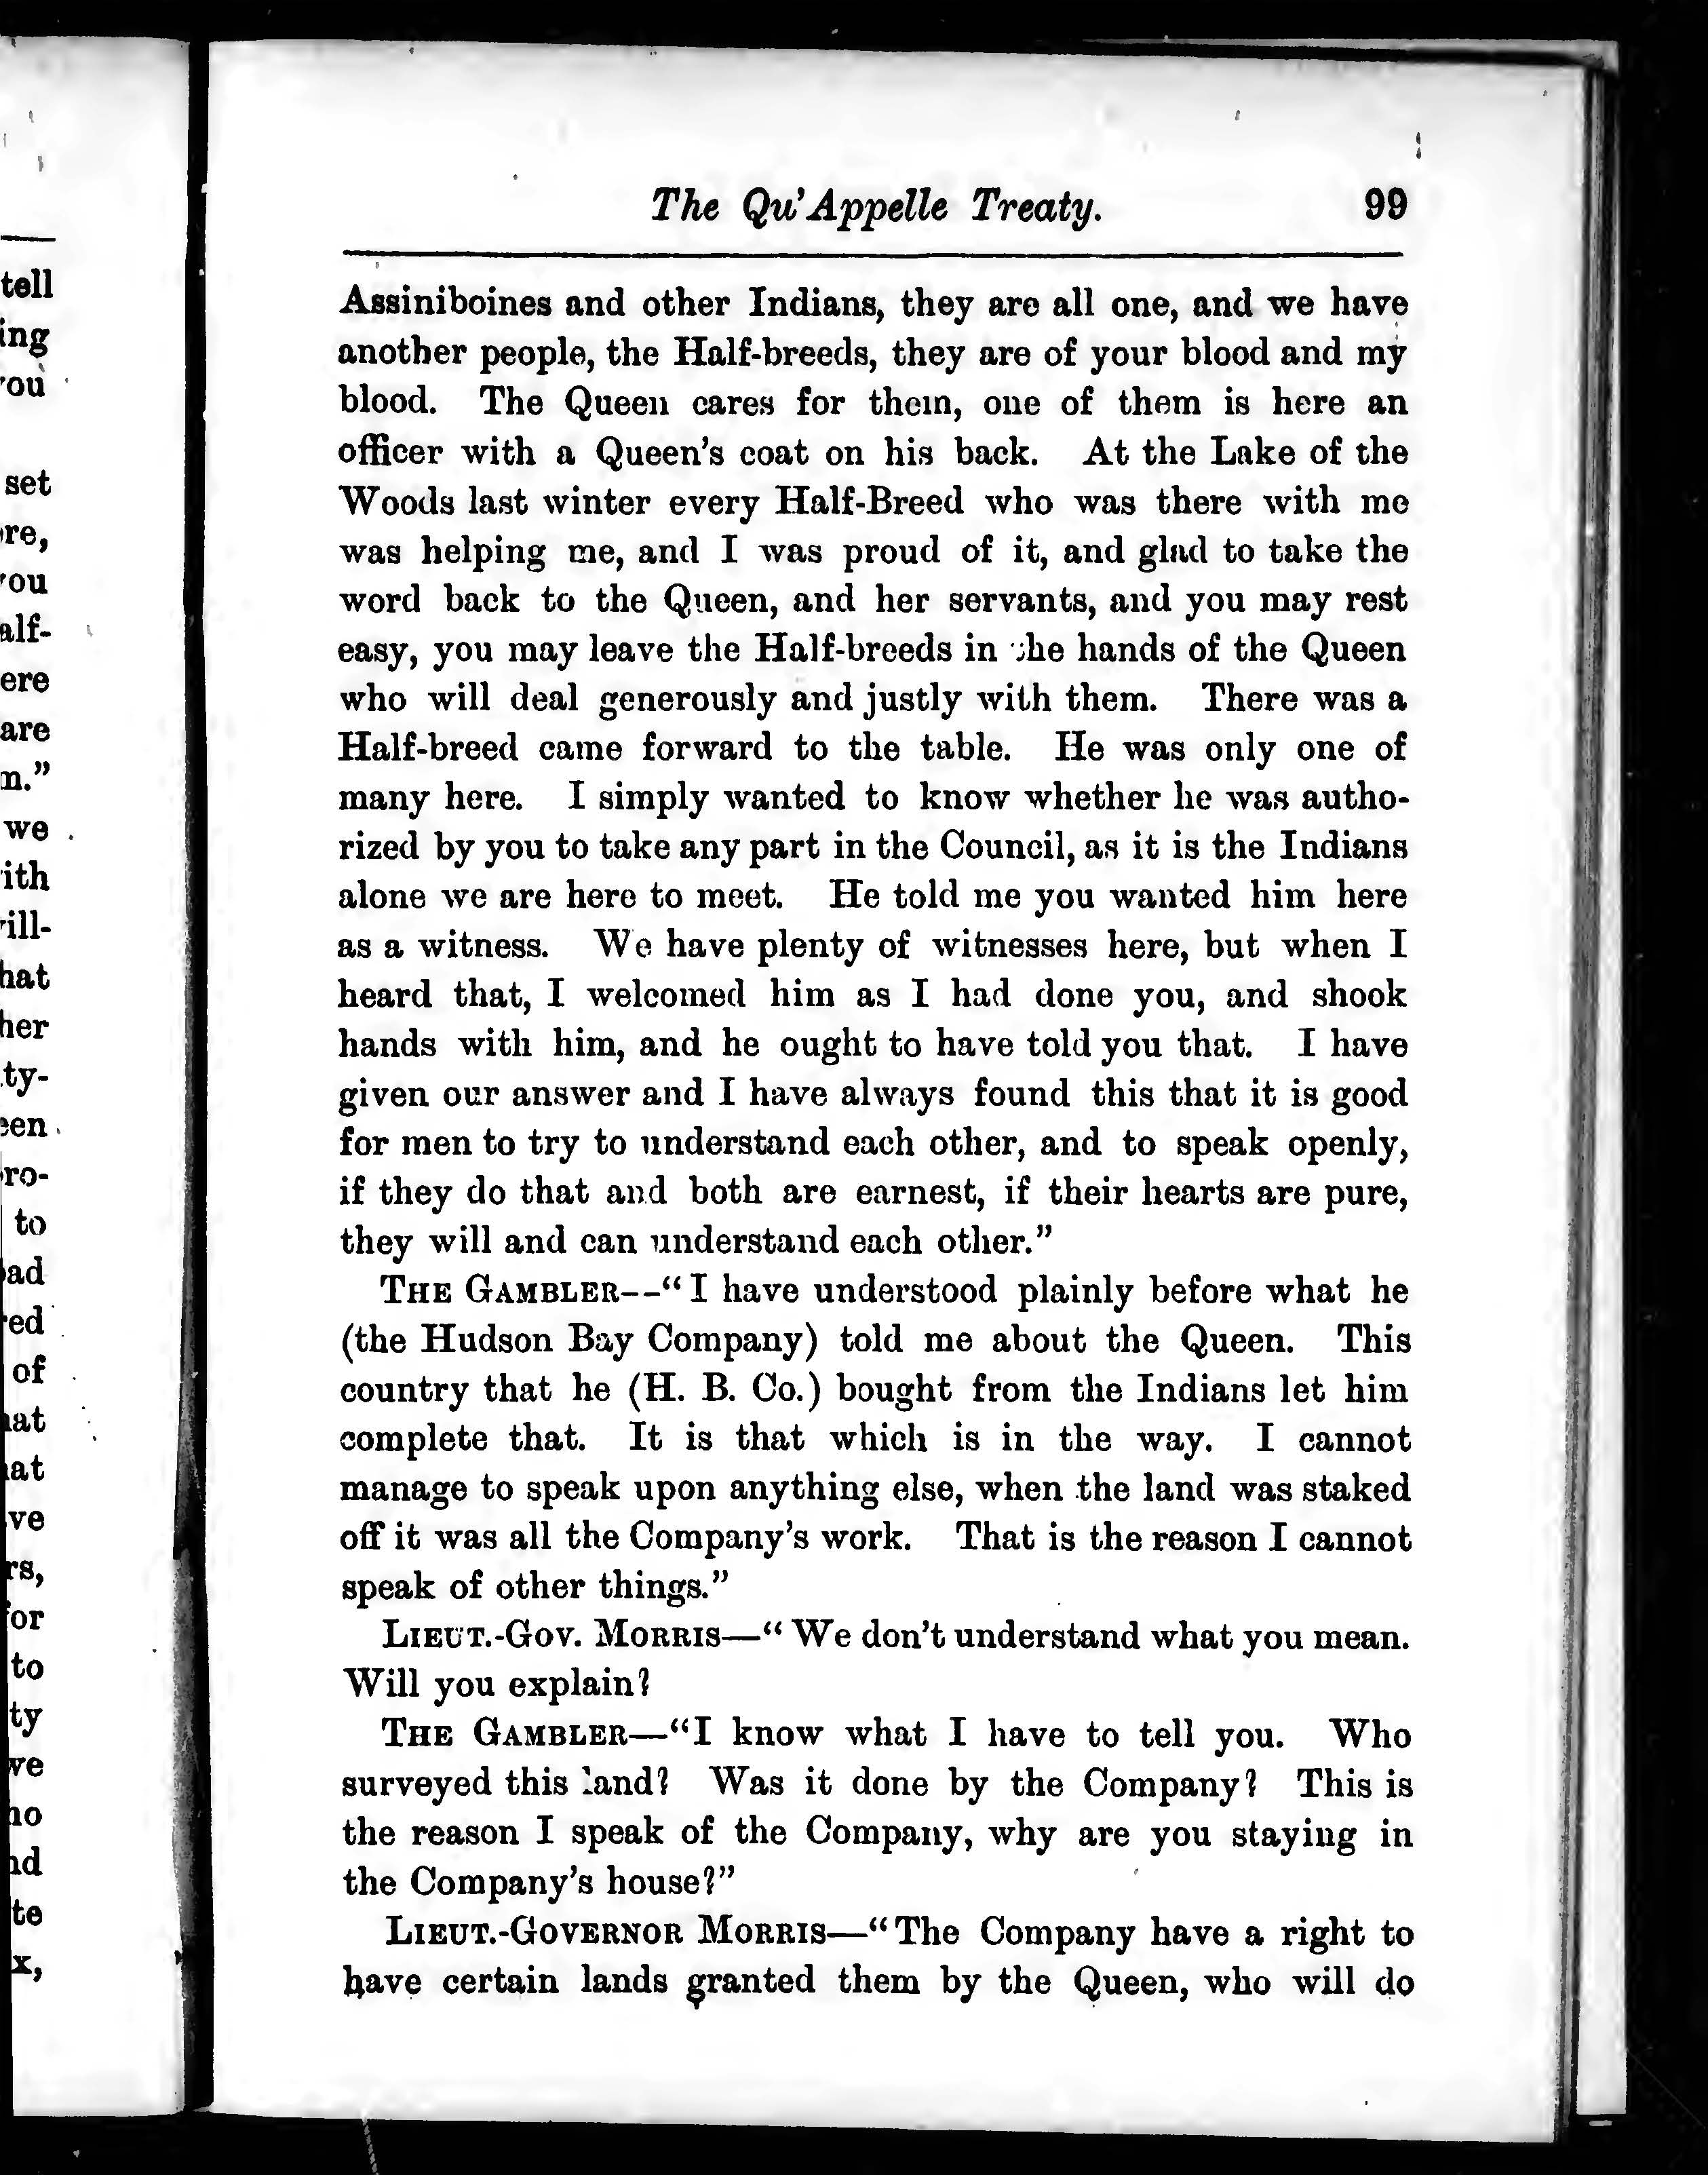 The Qu'Appelle Treaty. 99
Assiniboines and other Indians, they are all one, and we have
another people, the Half-breeds, they are of your blood and my
blood. The Queen cares for them, one of them is here an
officer with a Queen's coat on his back. At the Lake of the
Woods last winter every Half-Breed who was there with me
was helping me, and I was proud of it, and glad to take the
word back to the Queen, and her servants, and you may rest
easy, you may leave the Half-breeds in the hands of the Queen
who will deal generously and justly with them. There was a
Half-breed came forward to the table. He was only one of
many here. I simply wanted to know whether he was autho-
rized by you to take any part in the Council, as it is the Indians
alone we are here to meet. He told me you wanted him here
as a witness. We have plenty of witnesses here, but when I
heard that, I welcomed him as I had done you, and shook
hands with him, and he ought to have told you that. I have
given our answer and I have always found this that it is good
for men to try to understand each other, and to speak openly,
if they do that and both are earnest, if their hearts are pure,
they will and can understand each other."
THE GAMBLER--"I have understood plainly before what he
(the Hudson Bay Company) told me about the Queen. This
country that he (H. B. Co.) bought from the Indians let him
complete that. It is that which is in the way. I cannot
manage to speak upon anything else, when the land was staked
off it was all the Company's work. That is the reason I cannot
speak of other things."
LIEUT.-GOV. MORRIS—"We don't understand what you mean.
Will you explain?
THE GAMBLER—"I know what I have to tell you. Who
surveyed this land? Was it done by the Company? This is
the reason I speak of the Company, why are you staying in
the Company's house?"
LIEUT.-GOVERNOR MORRIS—"The Company have a right to
have certain lands granted them by the Queen, who will do